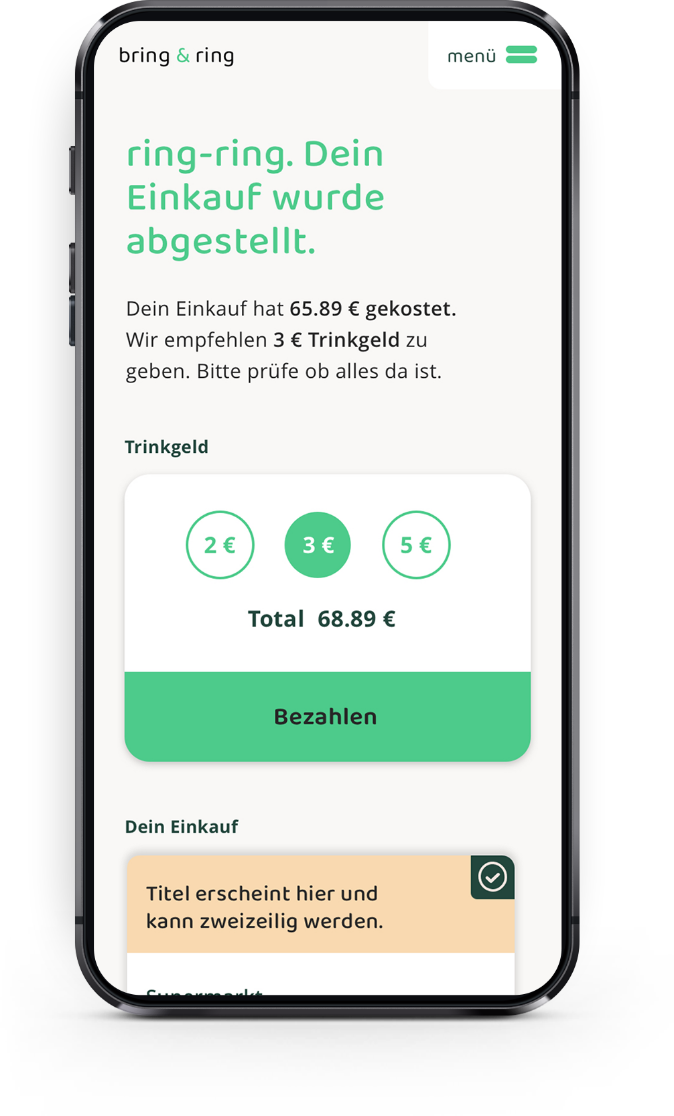 bring & ring
menü
ring-ring. Dein
Einkauf wurde
abgestellt.
Dein Einkauf hat 65.89 € gekostet.
Wir empfehlen 3 € Trinkgeld zu
geben. Bitte prüfe ob alles da ist.
Trinkgeld
2 € 3 € 5 €
Total 68.89 €
Bezahlen
Dein Einkauf
Titel erscheint hier und
kann zweizeilig werden.
Supermarkt